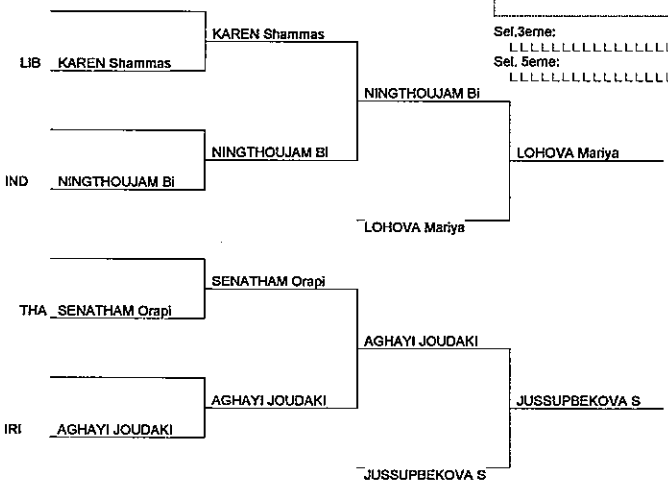 KAREN Shammas
Sel,3eme:
LIB KAREN Shammas
Sel. 5eme:
NINGTHOUJAM Bi
NINGTHOUJAM BI
LOHOVA Mariya
IND NINGTHOUJAM Bi
LOHOVA Mariya
SENATHAM Orapi
THA SENATHAM Orapi
AGHAYI JOUDAKI
AGHAYI JOUDAKI
JUSSUPBEKOVA S
IRI AGHAYI JOUDAKI
JUSSUPBEKOVA S